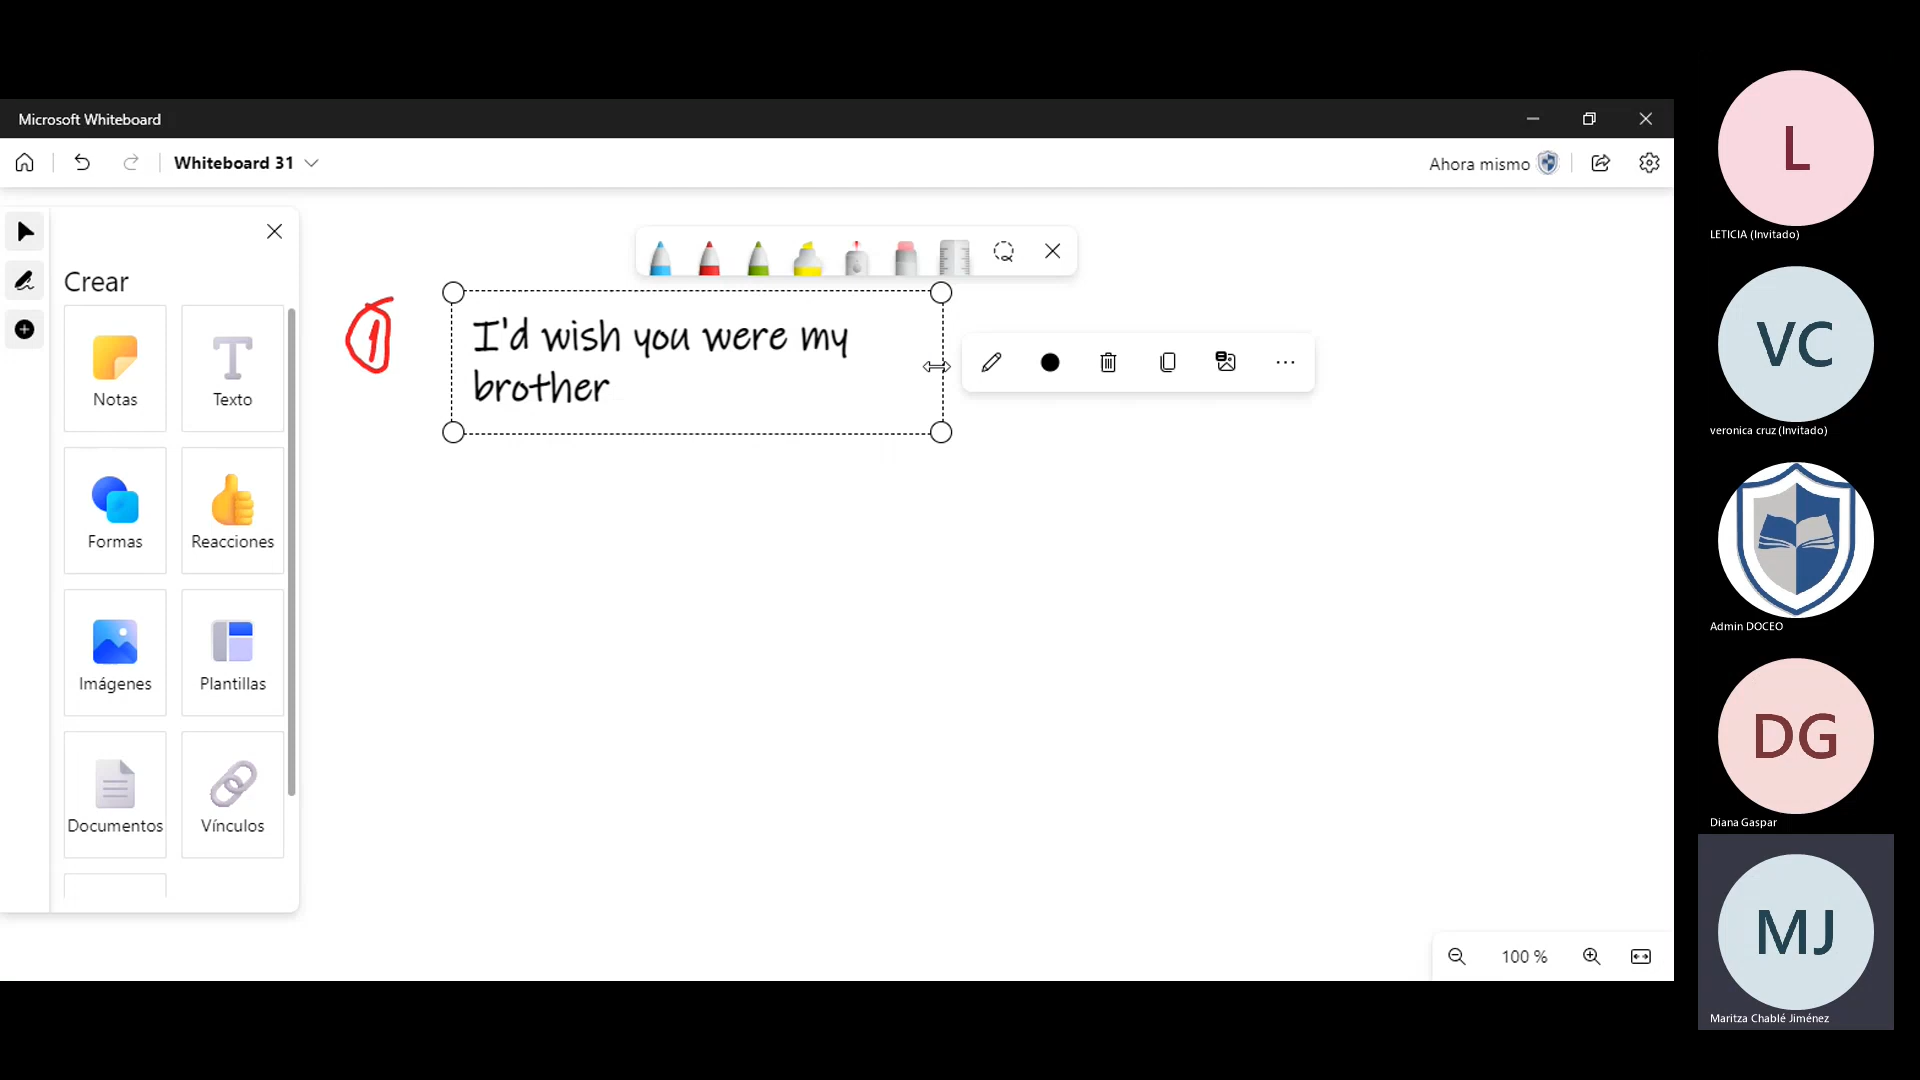 Microsoft Whiteboard
Whiteboard 31
Ahora mismo
Crear
Notas
Texto
Formas
Reacciones
Imágenes
Plantillas
Documentos
Vínculos
1
I'd wish you were my
brother
100 %
L
LETICIA (Invitado)
VC
veronica cruz (Invitado)
Admin DOCEO
DG
Diana Gaspar
MJ
Maritza Chablé Jiménez